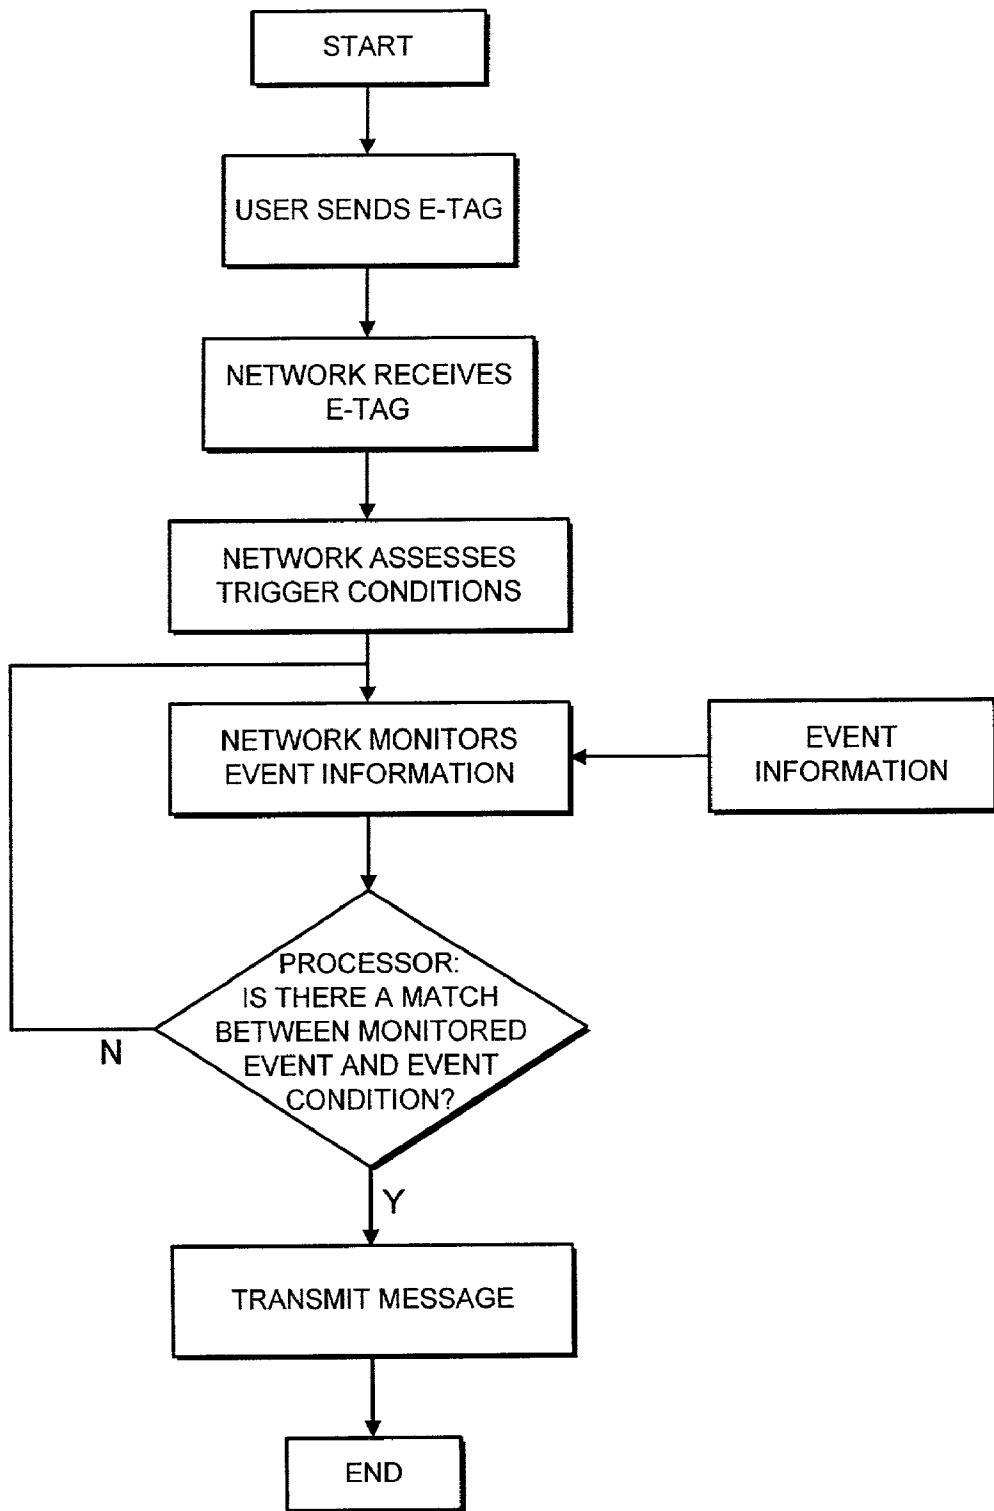 START
USER SENDS E-TAG
NETWORK RECEIVES
E-TAG
NETWORK ASSESSES
TRIGGER CONDITIONS
NETWORK MONITORS
EVENT INFORMATION
EVENT
INFORMATION
PROCESSOR:
IS THERE A MATCH
BETWEEN MONITORED
EVENT AND EVENT
CONDITION?
N
Y
TRANSMIT MESSAGE
END